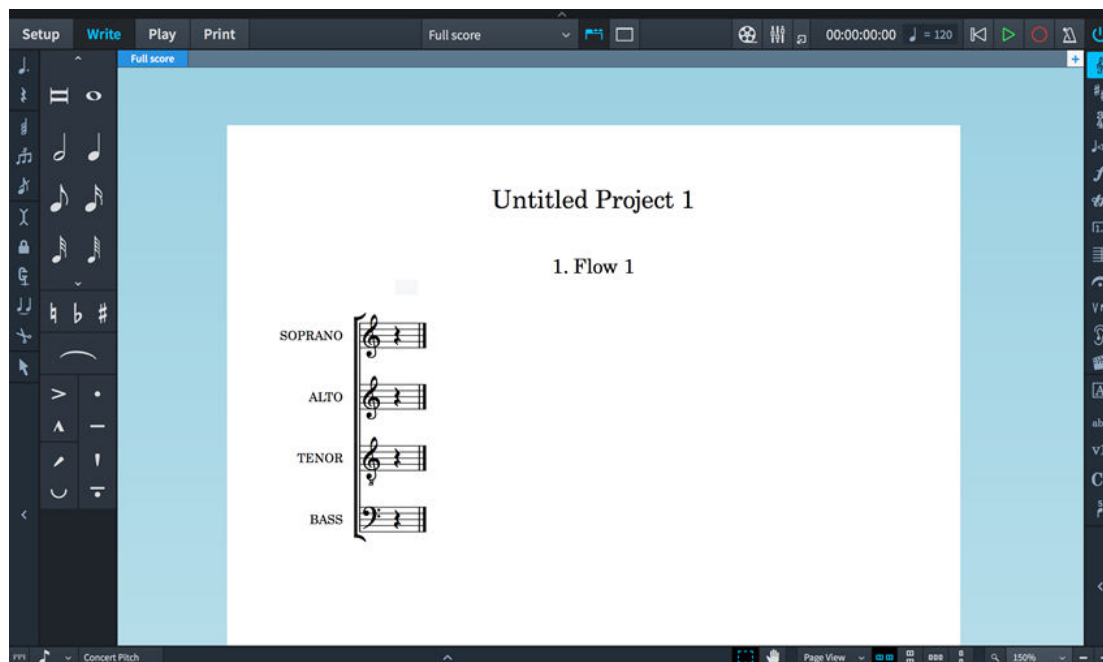 Setup Write Play Print Full score 00:00:00:00 = 120
Full score +
Untitled Project 1
1. Flow 1
SOPRANO
ALTO
TENOR
BASS
Concert Pitch Page View 150%